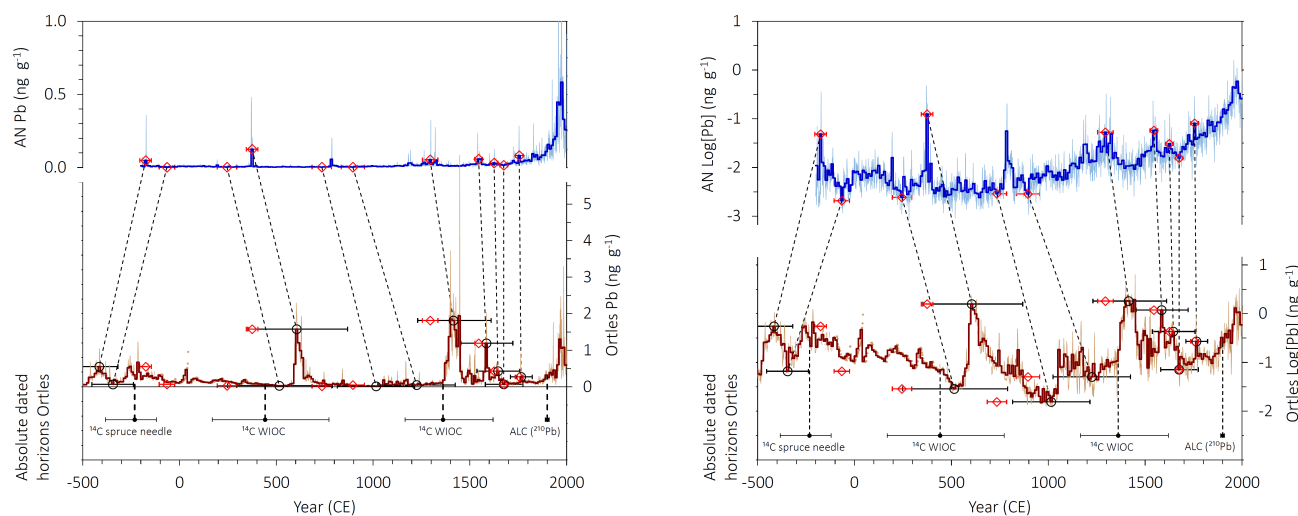 1.0
0.5
0.0
AN Pb (ng g⁻¹)
5
4
3
2
1
0
Ortles Pb (ng g⁻¹)
Absolute dated
horizons Ortles
¹⁴C spruce needle
¹⁴C WIOC
¹⁴C WIOC
ALC (²¹⁰Pb)
-500 0 500 1000 1500 2000
Year (CE)
1
0
-1
-2
-3
AN Log[Pb] (ng g⁻¹)
1
0
-1
-2
Ortles Log[Pb] (ng g⁻¹)
Absolute dated
horizons Ortles
¹⁴C spruce needle
¹⁴C WIOC
¹⁴C WIOC
ALC (²¹⁰Pb)
-500 0 500 1000 1500 2000
Year (CE)